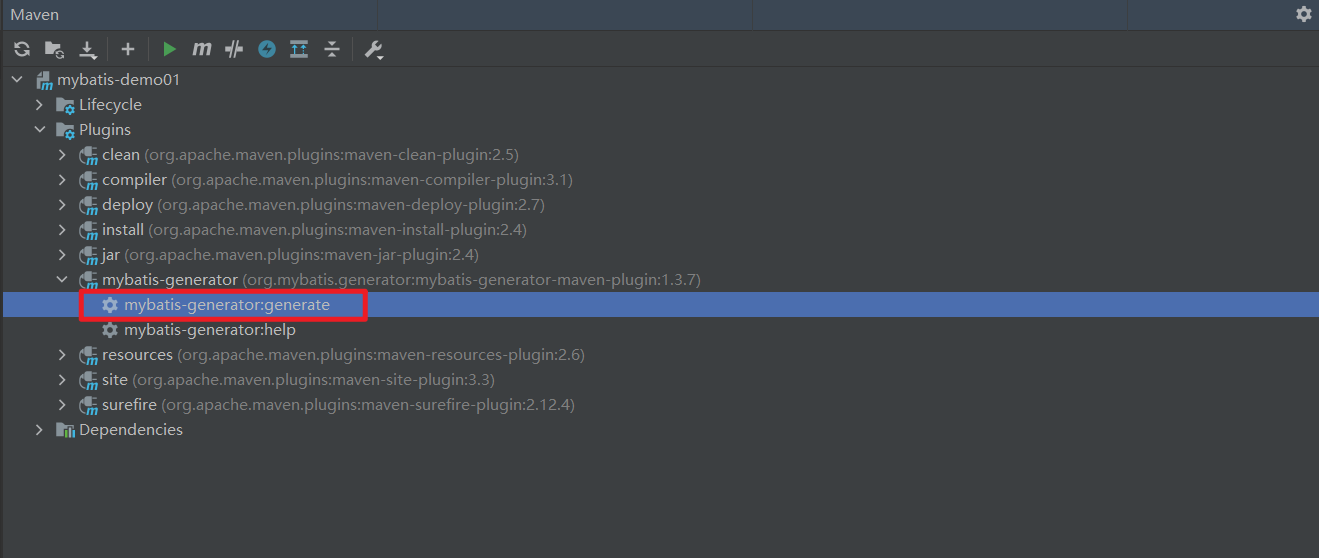 Maven
mybatis-demo01
Lifecycle
Plugins
clean (org.apache.maven.plugins:maven-clean-plugin:2.5)
compiler (org.apache.maven.plugins:maven-compiler-plugin:3.1)
deploy (org.apache.maven.plugins:maven-deploy-plugin:2.7)
install (org.apache.maven.plugins:maven-install-plugin:2.4)
jar (org.apache.maven.plugins:maven-jar-plugin:2.4)
mybatis-generator (org.mybatis.generator:mybatis-generator-maven-plugin:1.3.7)
mybatis-generator:generate
mybatis-generator:help
resources (org.apache.maven.plugins:maven-resources-plugin:2.6)
site (org.apache.maven.plugins:maven-site-plugin:3.3)
surefire (org.apache.maven.plugins:maven-surefire-plugin:2.12.4)
Dependencies